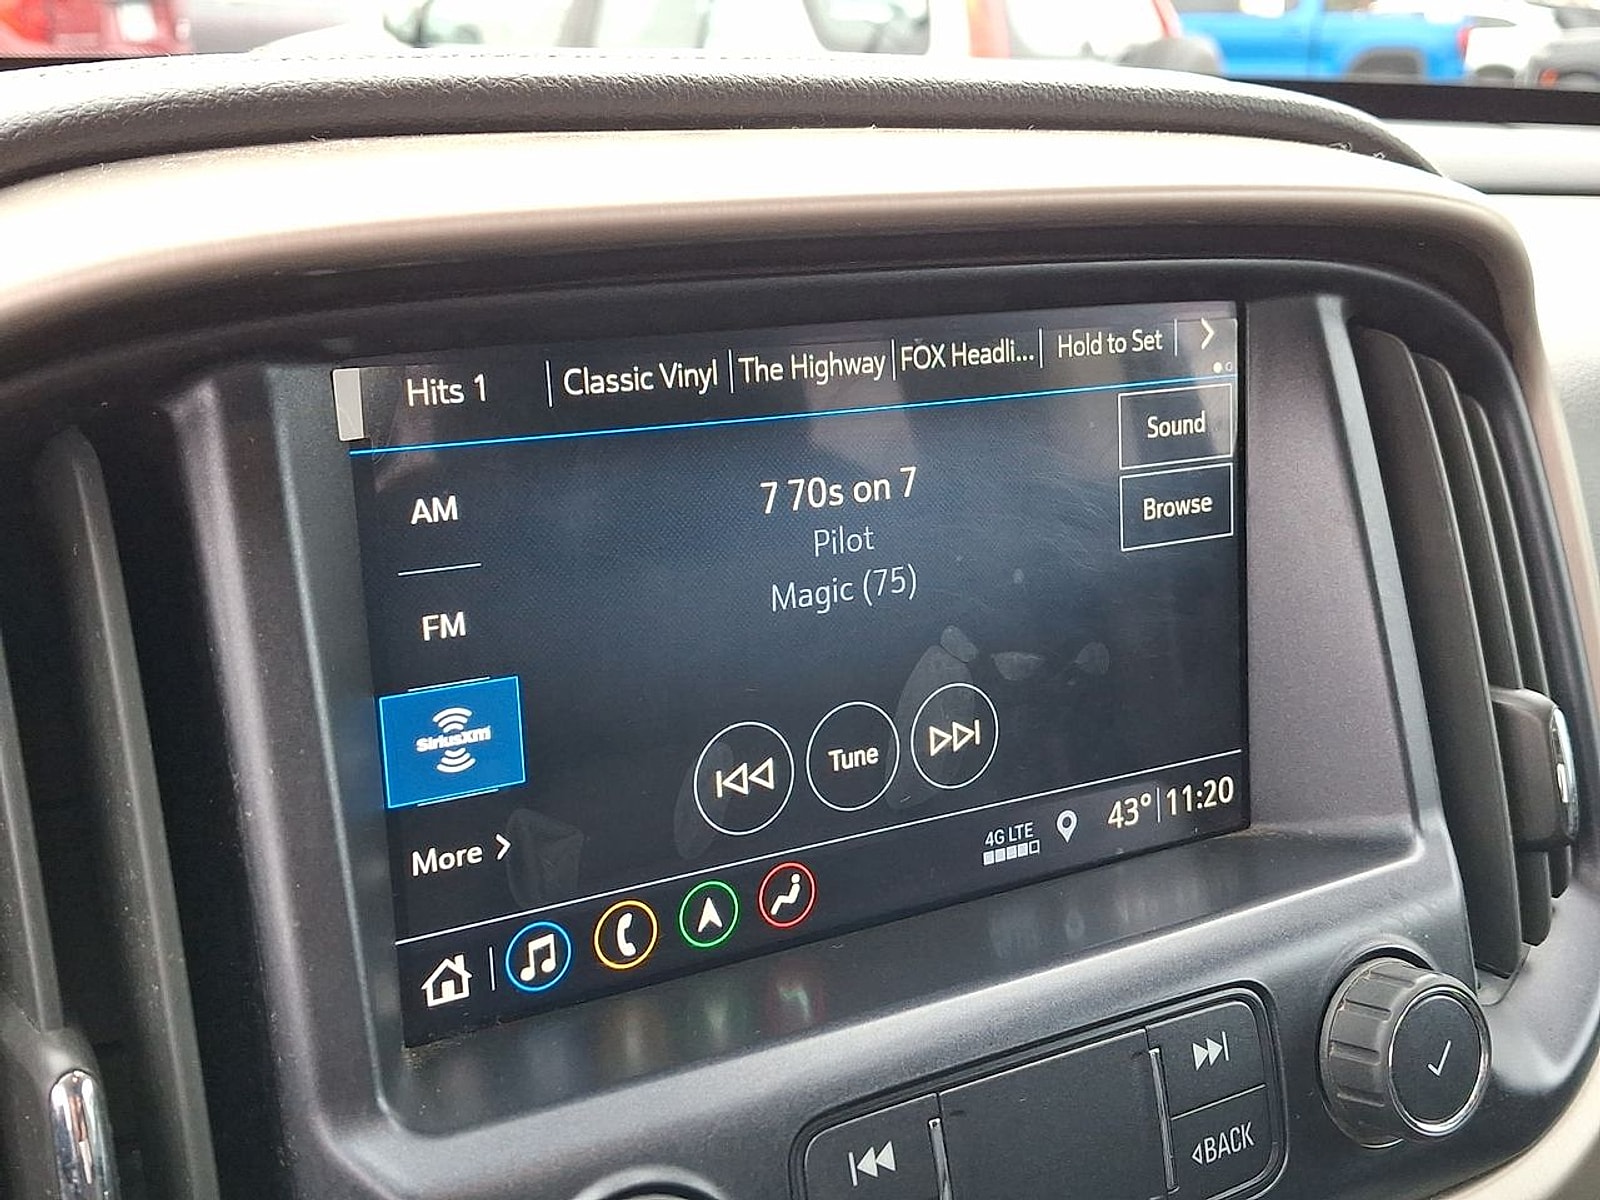 Hits 1
Classic Vinyl
The Highway
FOX Headli...
Hold to Set
Sound
Browse
AM
FM
SiriusXM
More
7 70s on 7
Pilot
Magic (75)
Tune
4G LTE
43° 11:20
BACK